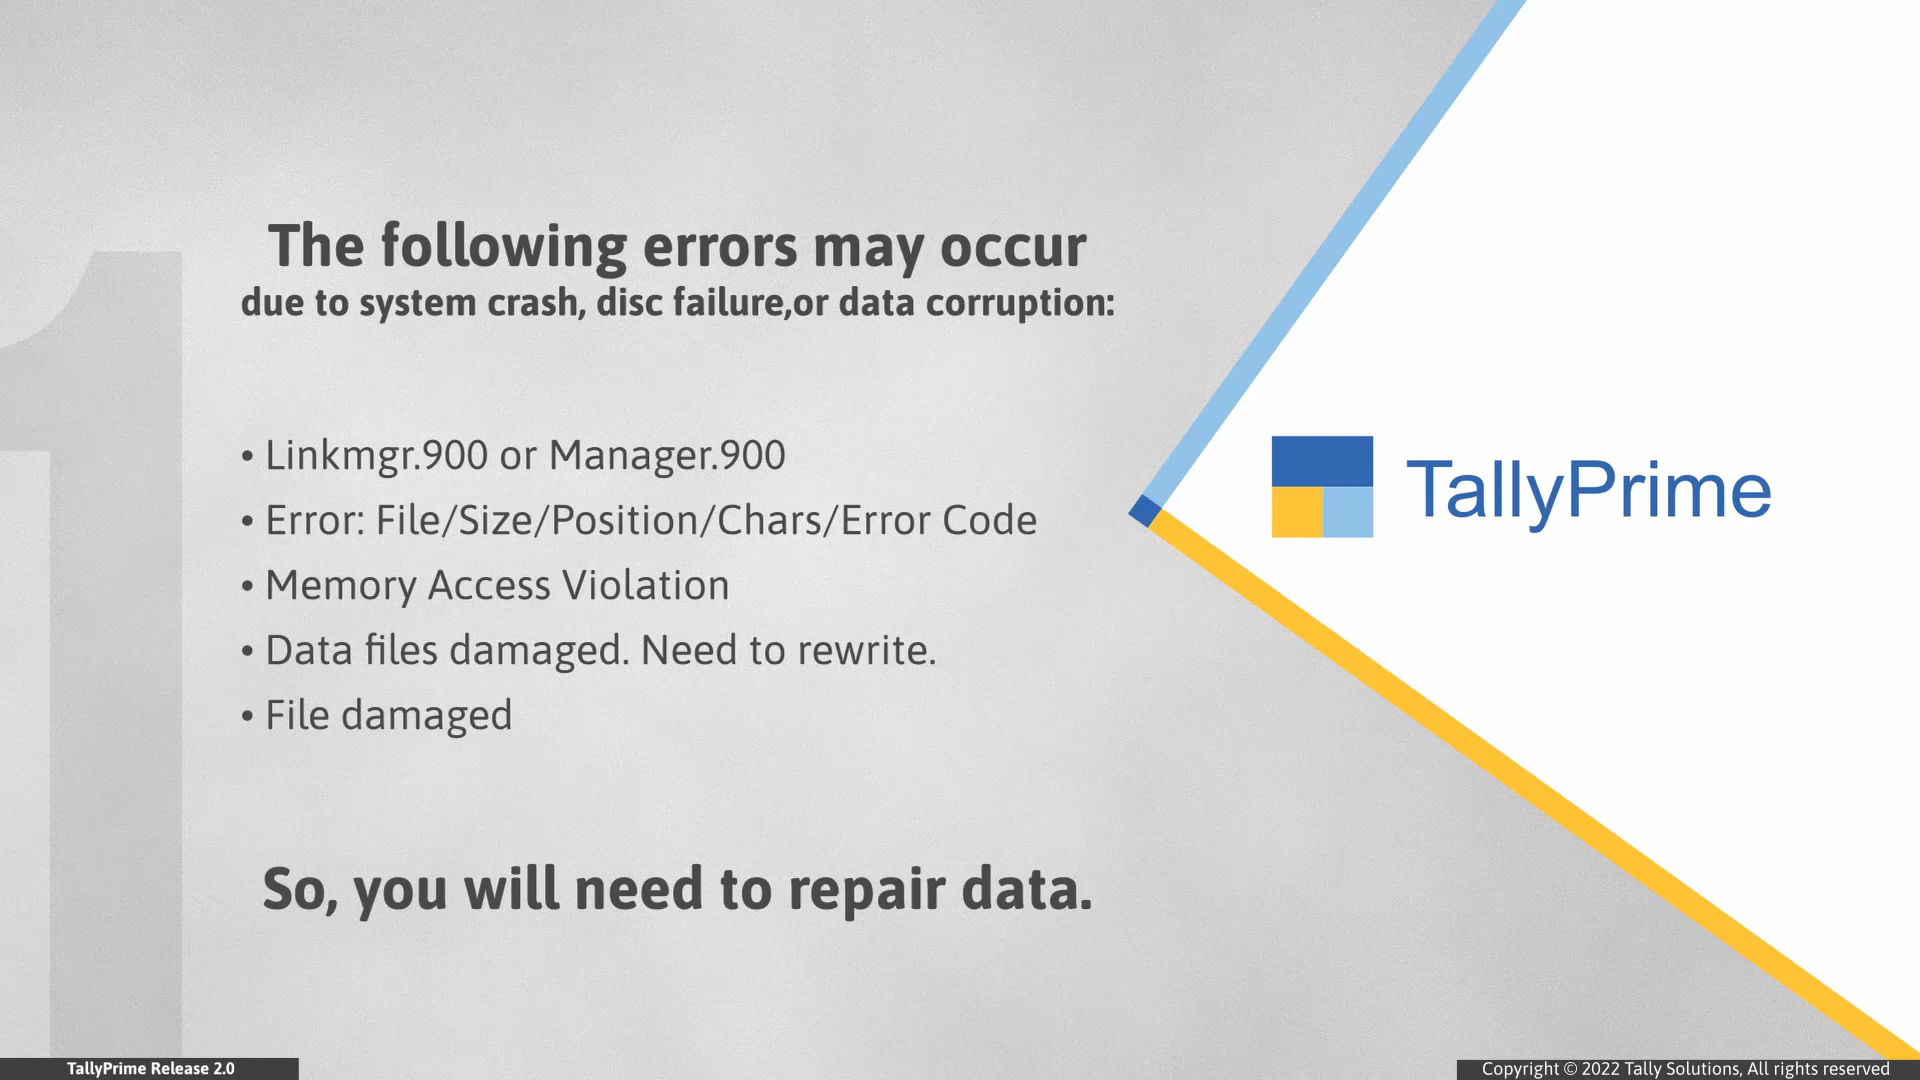 The following errors may occur
due to system crash, disc failure,or data corruption:
• Linkmgr.900 or Manager.900
• Error: File/Size/Position/Chars/Error Code
• Memory Access Violation
• Data files damaged. Need to rewrite.
• File damaged
So, you will need to repair data.
1
TallyPrime
TallyPrime Release 2.0
Copyright © 2022 Tally Solutions, All rights reserved